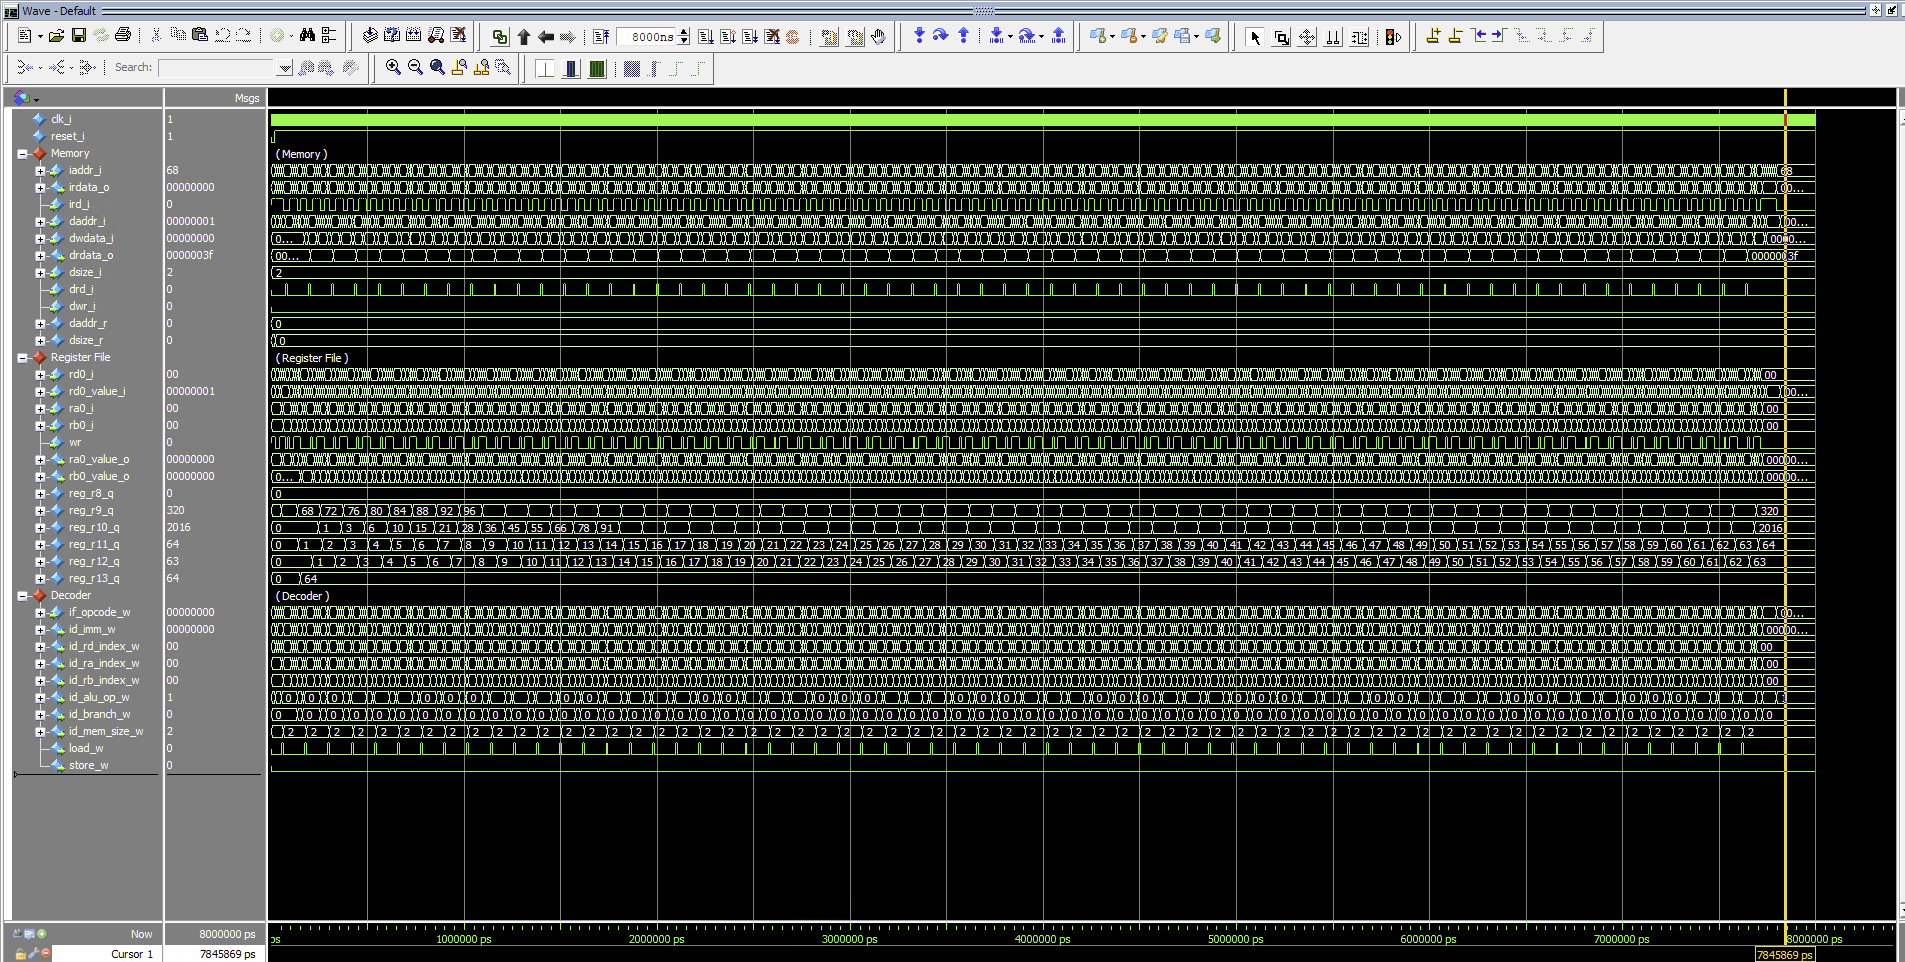 Wave - Default
8000ns
Search:
Msgs
clk_i 1
reset_i 1
Memory (Memory)
iaddr_i 68 68
irdata_o 00000000 00...
ird_i 0
daddr_i 00000001 00...
dwdata_i 00000000 0... 0000...
drdata_o 0000003f 00... 0000003f
dsize_i 2 2
drd_i 0
dwr_i 0
daddr_r 0 0
dsize_r 0 0
Register File (Register File)
rd0_i 00 00
rd0_value_i 00000001 00...
ra0_i 00 00
rb0_i 00 00
wr 0
ra0_value_o 00000000 00000...
rb0_value_o 00000000 0... 00000...
reg_r8_q 0 0
reg_r9_q 320 68 72 76 80 84 88 92 96 320
reg_r10_q 2016 0 1 3 6 10 15 21 28 36 45 55 66 78 91 2016
reg_r11_q 64 0 1 2 3 4 5 6 7 8 9 10 11 12 13 14 15 16 17 18 19 20 21 22 23 24 25 26 27 28 29 30 31 32 33 34 35 36 37 38 39 40 41 42 43 44 45 46 47 48 49 50 51 52 53 54 55 56 57 58 59 60 61 62 63 64
reg_r12_q 63 0 1 2 3 4 5 6 7 8 9 10 11 12 13 14 15 16 17 18 19 20 21 22 23 24 25 26 27 28 29 30 31 32 33 34 35 36 37 38 39 40 41 42 43 44 45 46 47 48 49 50 51 52 53 54 55 56 57 58 59 60 61 62 63
reg_r13_q 64 0 64
Decoder (Decoder)
if_opcode_w 00000000 00...
id_imm_w 00000000 00000...
id_rd_index_w 00 00
id_ra_index_w 00 00
id_rb_index_w 00 00
id_alu_op_w 1
id_branch_w 0
id_mem_size_w 2
load_w 0
store_w 0
Now 8000000 ps ps 1000000 ps 2000000 ps 3000000 ps 4000000 ps 5000000 ps 6000000 ps 7000000 ps 8000000 ps
Cursor 1 7845869 ps 7845869 ps